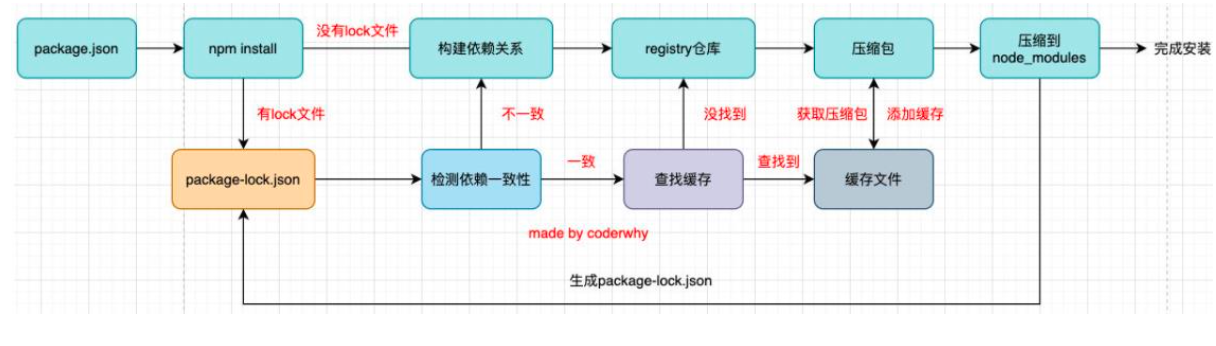 package.json
npm install
没有lock文件
构建依赖关系
registry仓库
压缩包
压缩到
node_modules
完成安装
有lock文件
不一致
没找到
获取压缩包
添加缓存
package-lock.json
检测依赖一致性
一致
查找缓存
查找到
缓存文件
made by coderwhy
生成package-lock.json